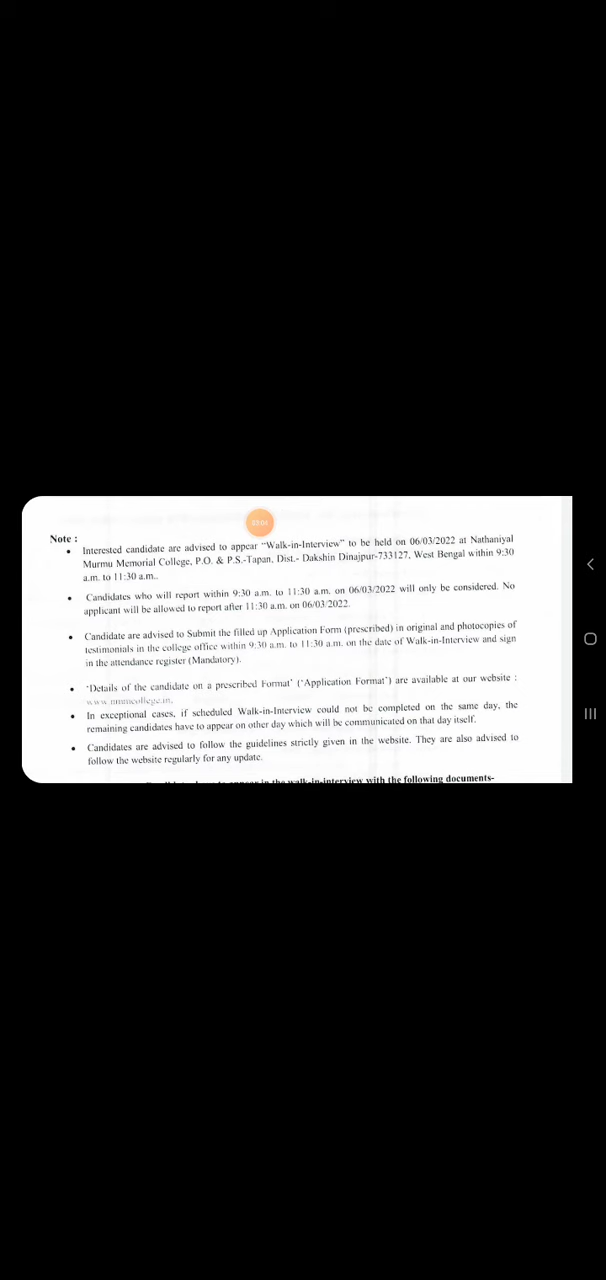 Note :
• Interested candidate are advised to appear "Walk-in-Interview" to be held on 06/03/2022 at Nathaniyal
Murmu Memorial College, P.O. & P.S.-Tapan, Dist.- Dakshin Dinajpur-733127, West Bengal within 9:30
a.m. to 11:30 a.m..
• Candidates who will report within 9:30 a.m. to 11:30 a.m. on 06/03/2022 will only be considered. No
applicant will be allowed to report after 11:30 a.m. on 06/03/2022.
• Candidate are advised to Submit the filled up Application Form (prescribed) in original and photocopies of
testimonials in the college office within 9:30 a.m. to 11:30 a.m. on the date of Walk-in-Interview and sign
in the attendance register (Mandatory).
• 'Details of the candidate on a prescribed Format' ('Application Format') are available at our website :
www.nmmcollege.in.
• In exceptional cases, if scheduled Walk-in-Interview could not be completed on the same day, the
remaining candidates have to appear on other day which will be communicated on that day itself.
• Candidates are advised to follow the guidelines strictly given in the website. They are also advised to
follow the website regularly for any update.
appear in the walk-in-interview with the following documents-